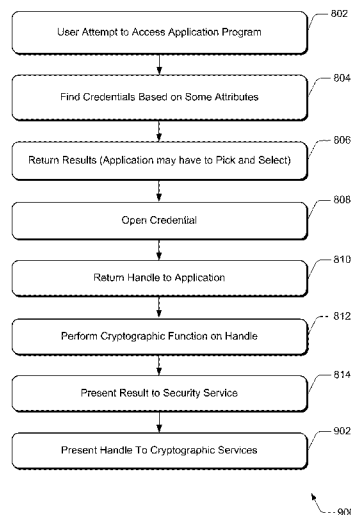 802
User Attempt to Access Application Program
804
Find Credentials Based on Some Attributes
806
Return Results (Application may have to Pick and Select)
808
Open Credential
810
Return Handle to Application
812
Perform Cryptographic Function on Handle
814
Present Result to Security Service
902
Present Handle To Cryptographic Services
900